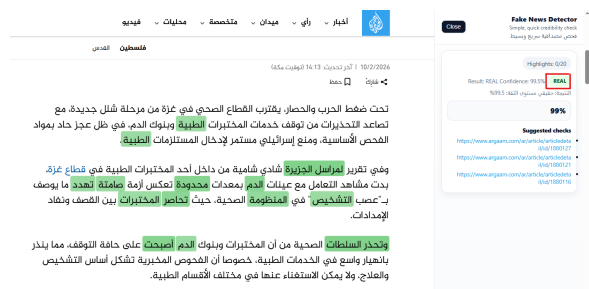 أخبار
رأي
ميدان
متخصصة
محليات
فيديو
فلسطين
القدس
10/2/2026 | آخر تحديث: 14:13 (توقيت مكة)
شارك
حفظ
تحت ضغط الحرب والحصار، يقترب القطاع الصحي في غزة من مرحلة شلل جديدة، مع
تصاعد التحذيرات من توقف خدمات المختبرات الطبية وبنوك الدم، في ظل عجز حاد بمواد
الفحص الأساسية، ومنع إسرائيلي مستمر لإدخال المستلزمات الطبية.
وفي تقرير لمراسل الجزيرة شادي شامية من داخل أحد المختبرات الطبية في قطاع غزة،
بدت مشاهد التعامل مع عينات الدم بمعدات محدودة تعكس أزمة صامتة تهدد ما يوصف
بـ"عصب التشخيص" في المنظومة الصحية، حيث تحاصر المختبرات بين القصف ونفاد
الإمدادات.
وتحذر السلطات الصحية من أن المختبرات وبنوك الدم أصبحت على حافة التوقف، مما ينذر
بانهيار واسع في الخدمات الطبية، خصوصا أن الفحوص المخبرية تشكل أساس التشخيص
والعلاج، ولا يمكن الاستغناء عنها في مختلف الأقسام الطبية.
Close
Fake News Detector
Simple, quick credibility check
فحص مصداقية سريع وبسيط
Highlights: 0/20
Result: REAL Confidence: 99.5%
REAL
النتيجة: حقيقي مستوى الثقة: 99.5%
99%
Suggested checks
https://www.argaam.com/ar/article/articledeta
il/id/1880127
https://www.argaam.com/ar/article/articledeta
il/id/1880121
https://www.argaam.com/ar/article/articledeta
il/id/1880116